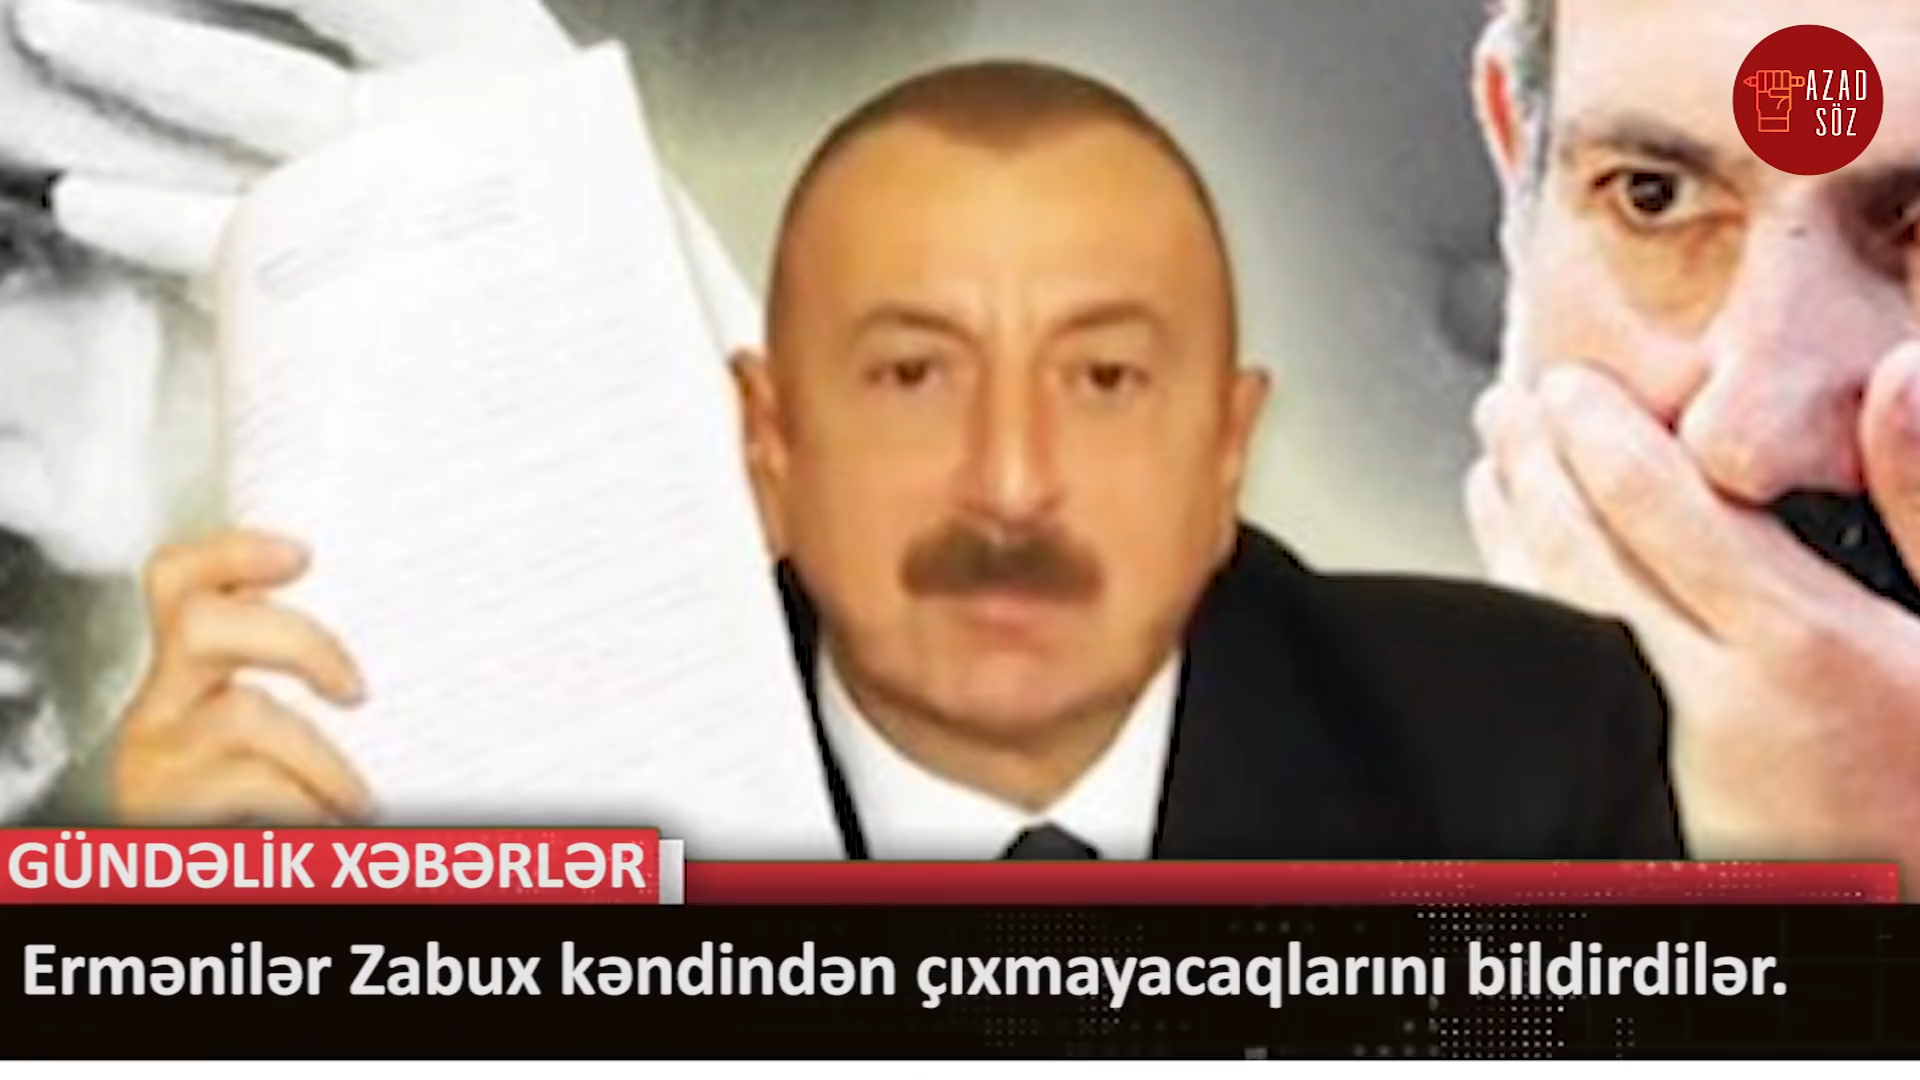 AZAD
SÖZ
GÜNDƏLİK XƏBƏRLƏR
Ermənilər Zabux kəndindən çıxmayacaqlarını bildirdilər.